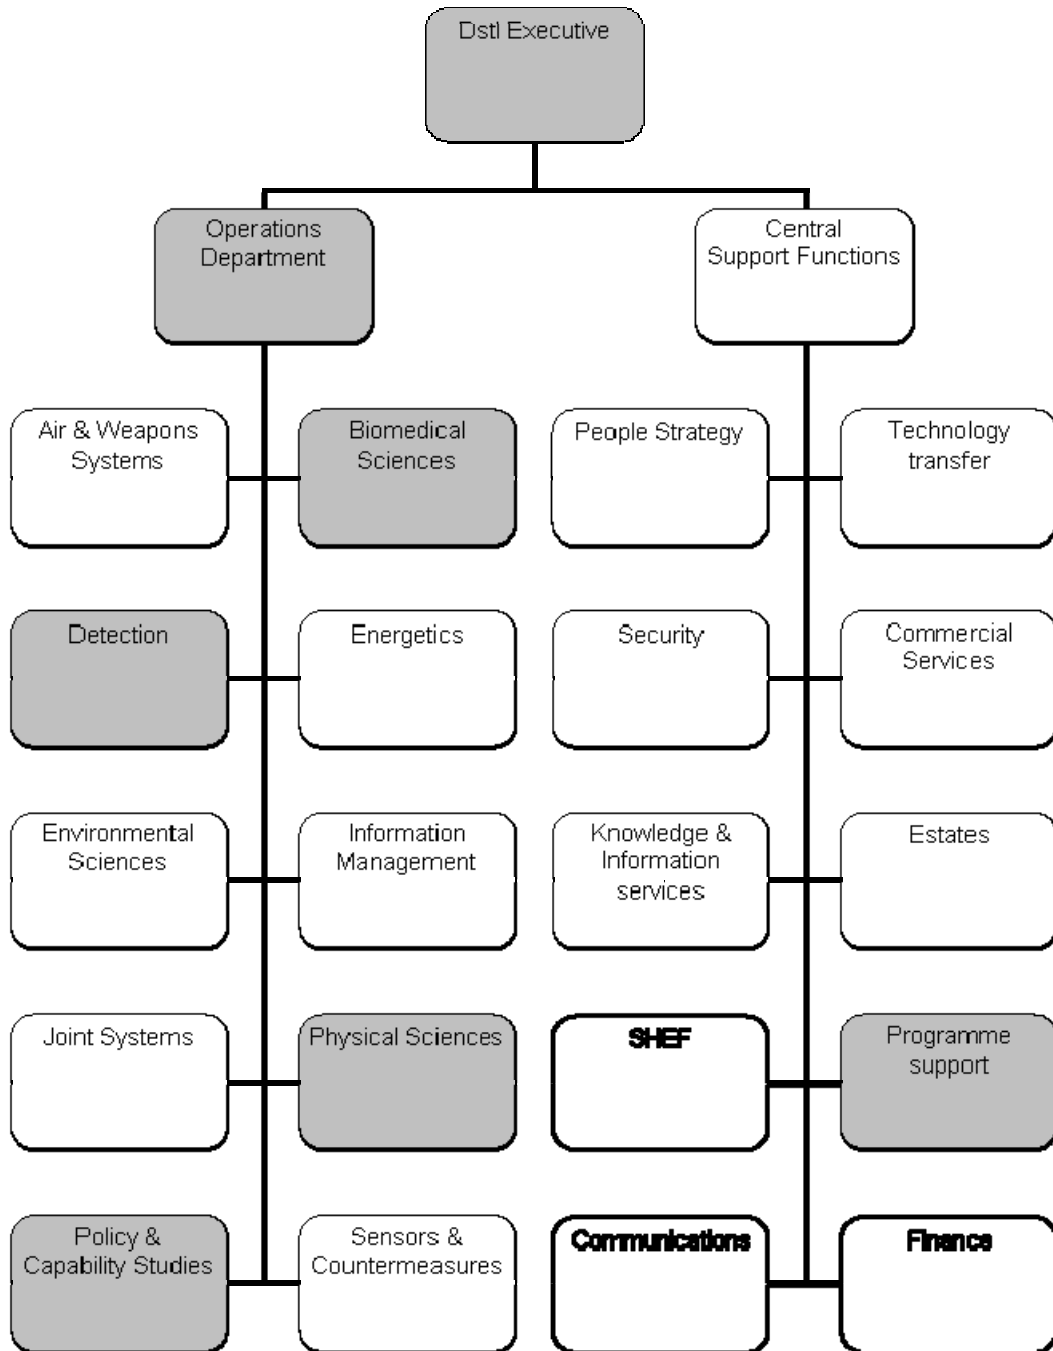 Dstl Executive
Operations
Department
Central
Support Functions
Air & Weapons
Systems
Biomedical
Sciences
People Strategy
Technology
transfer
Detection
Energetics
Security
Commercial
Services
Environmental
Sciences
Information
Management
Knowledge &
Information
services
Estates
Joint Systems
Physical Sciences
SHEF
Programme
support
Policy &
Capability Studies
Sensors &
Countermeasures
Communications
Finance